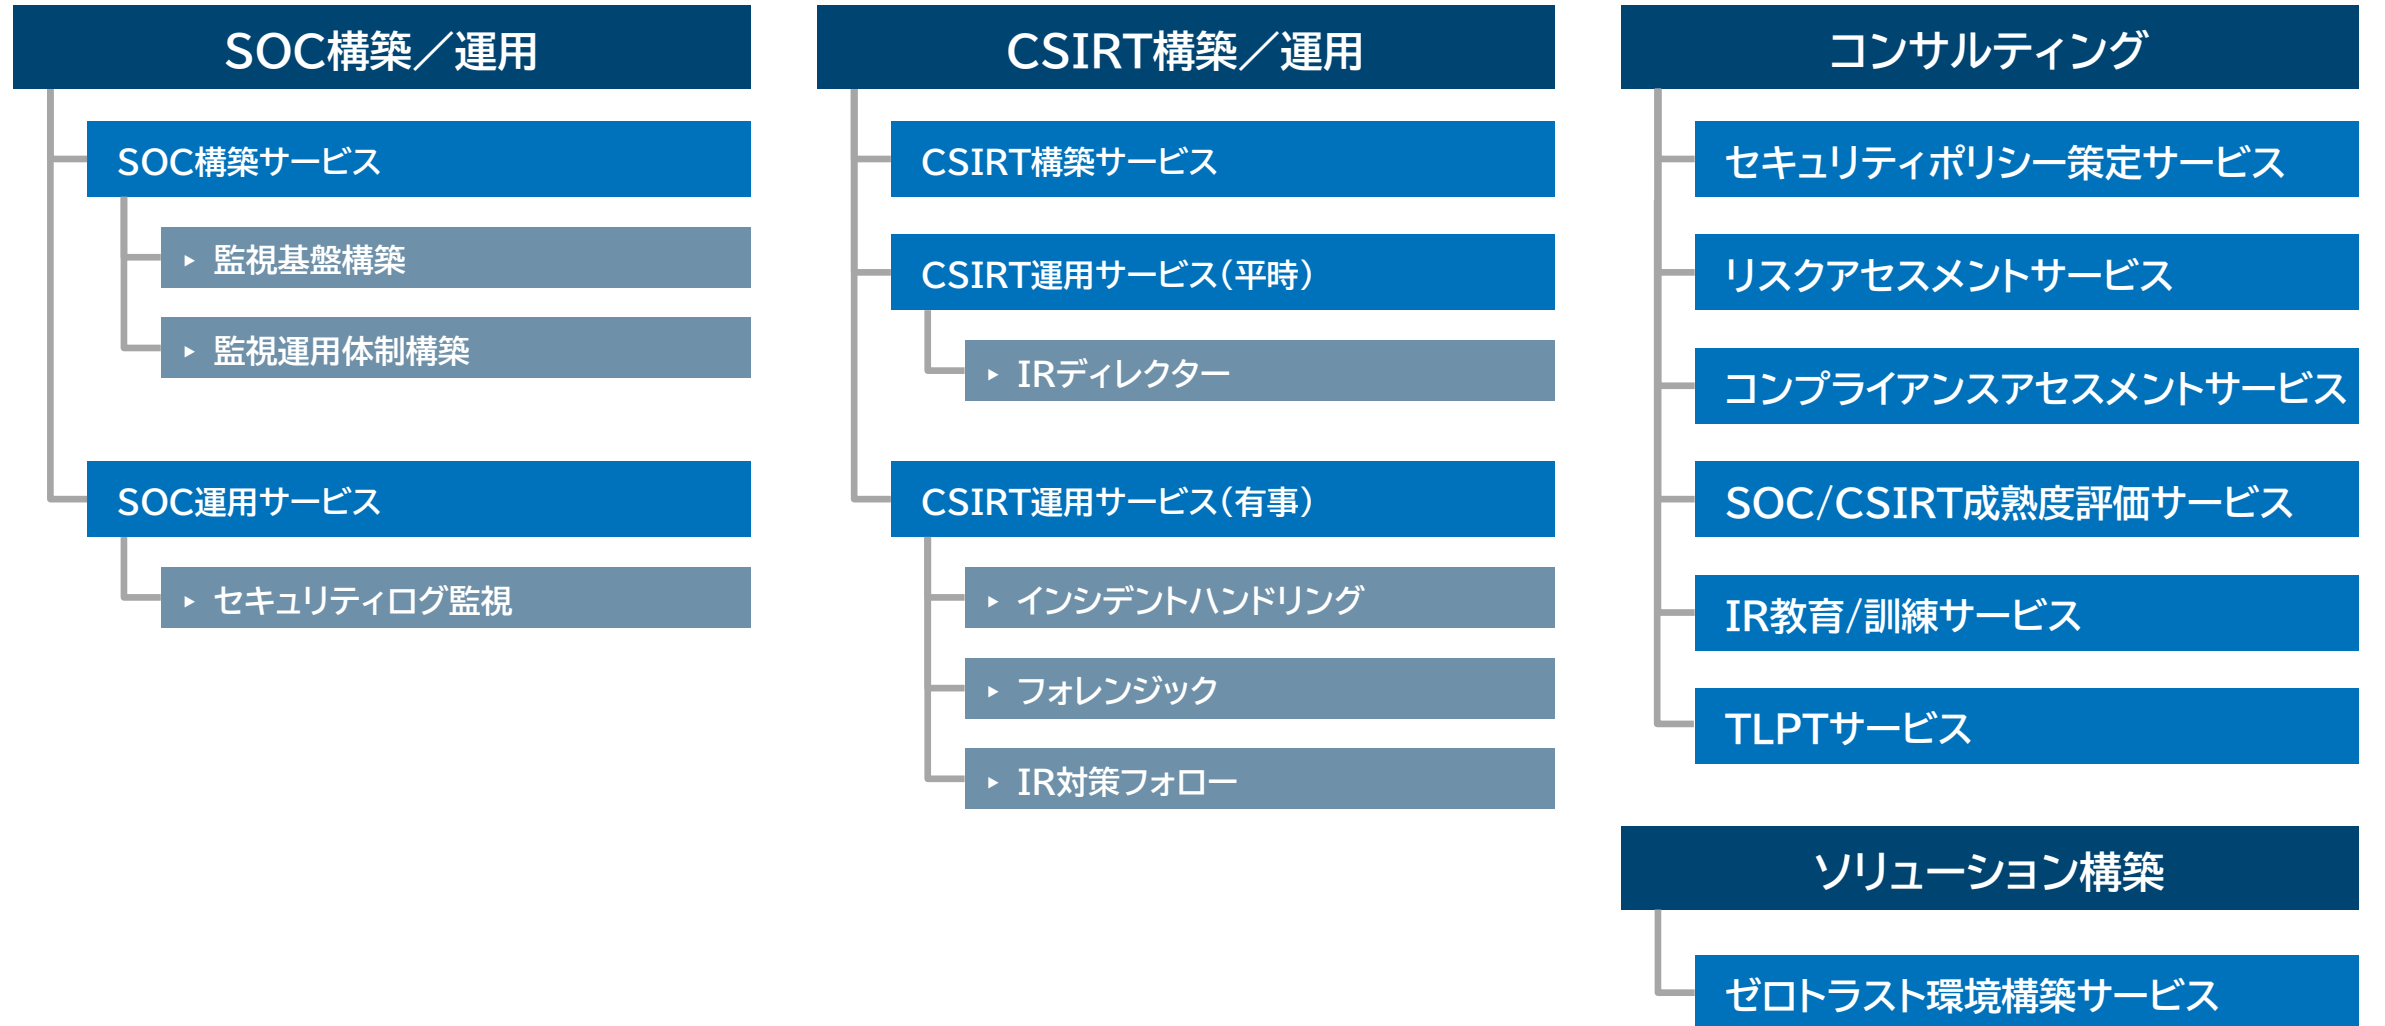 SOC構築／運用
SOC構築サービス
▸ 監視基盤構築
▸ 監視運用体制構築
SOC運用サービス
▸ セキュリティログ監視
CSIRT構築／運用
CSIRT構築サービス
CSIRT運用サービス（平時）
▸ IRディレクター
CSIRT運用サービス（有事）
▸ インシデントハンドリング
▸ フォレンジック
▸ IR対策フォロー
コンサルティング
セキュリティポリシー策定サービス
リスクアセスメントサービス
コンプライアンスアセスメントサービス
SOC/CSIRT成熟度評価サービス
IR教育/訓練サービス
TLPTサービス
ソリューション構築
ゼロトラスト環境構築サービス